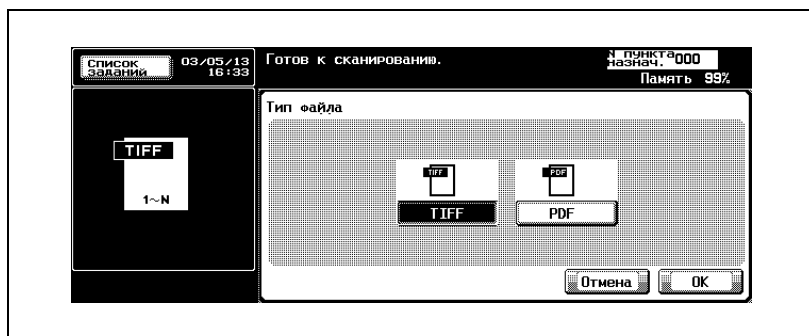 Список заданий
03/05/13
16:33
Готов к сканированию.
N пункта назнач.
000
Память 99%
Тип файла
TIFF
1~N
TIFF
TIFF
PDF
PDF
Отмена
OK